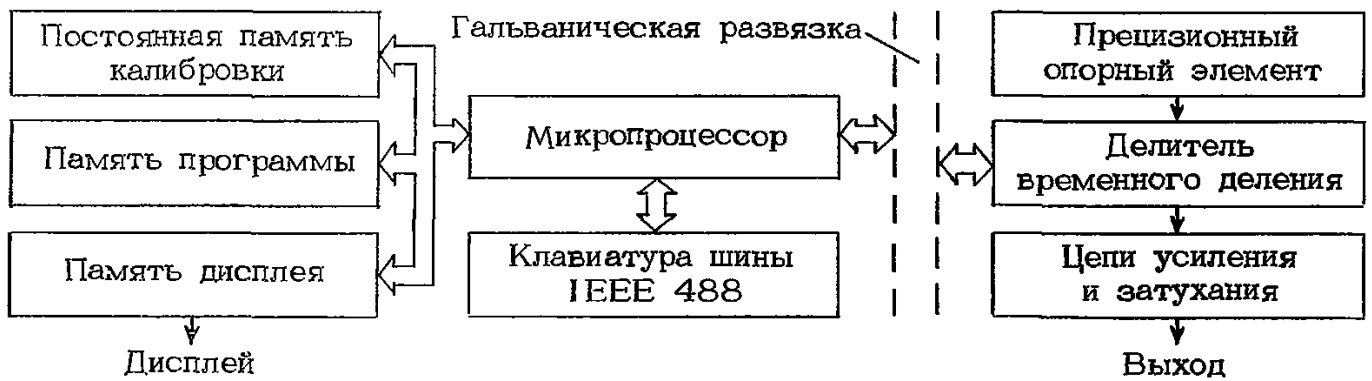 Постоянная память
калибровки
Память программы
Память дисплея
Дисплей
Гальваническая развязка
Микропроцессор
Клавиатура шины
IEEE 488
Прецизионный
опорный элемент
Делитель
временного деления
Цепи усиления
и затухания
Выход